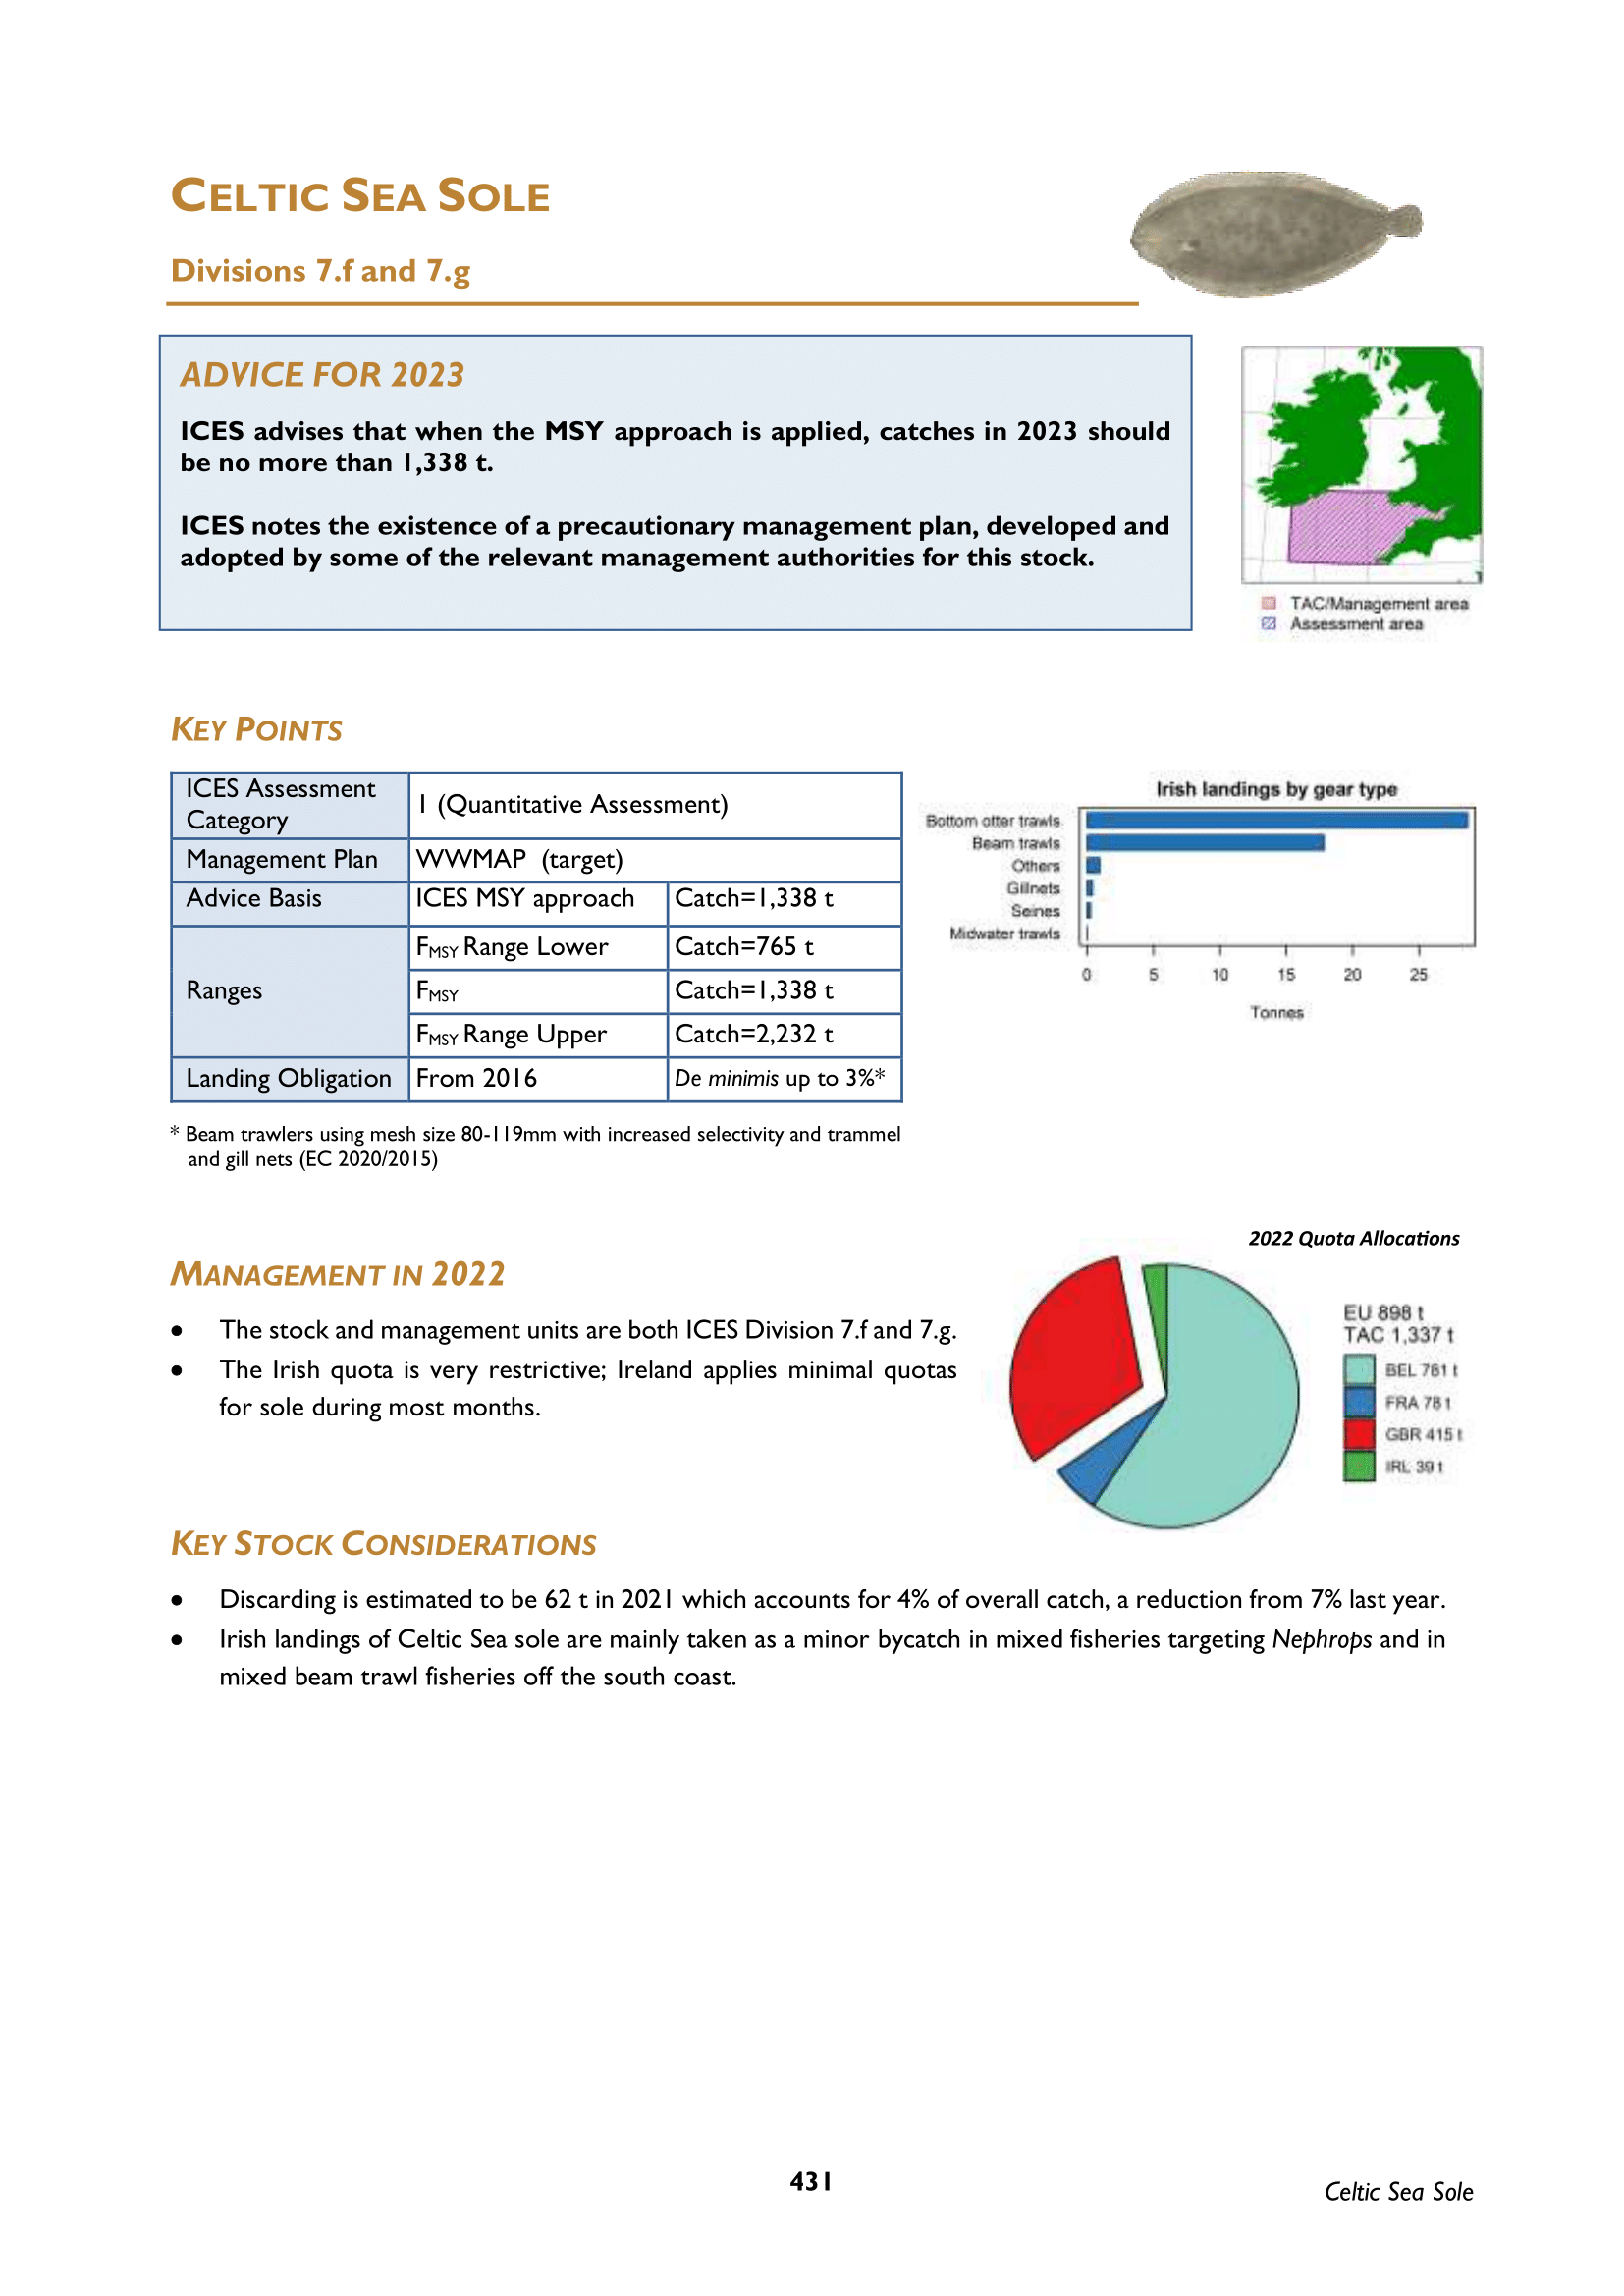 CELTIC SEA SOLE
Divisions 7.f and 7.g
ADVICE FOR 2023
ICES advises that when the MSY approach is applied, catches in 2023 should
be no more than 1,338 t.
ICES notes the existence of a precautionary management plan, developed and
adopted by some of the relevant management authorities for this stock.
TAC/Management area
Assessment area
KEY POINTS
ICES Assessment
Category
1 (Quantitative Assessment)
Management Plan
WWMAP (target)
Advice Basis
ICES MSY approach
Catch=1,338 t
Ranges
FMSY Range Lower
Catch=765 t
FMSY
Catch=1,338 t
FMSY Range Upper
Catch=2,232 t
Landing Obligation
From 2016
De minimis up to 3%*
* Beam trawlers using mesh size 80-119mm with increased selectivity and trammel
and gill nets (EC 2020/2015)
Irish landings by gear type
Bottom otter trawls
Beam trawls
Others
Gillnets
Seines
Midwater trawls
0 5 10 15 20 25
Tonnes
MANAGEMENT IN 2022
• The stock and management units are both ICES Division 7.f and 7.g.
• The Irish quota is very restrictive; Ireland applies minimal quotas
for sole during most months.
2022 Quota Allocations
EU 898 t
TAC 1,337 t
BEL 781 t
FRA 78 t
GBR 415 t
IRL 39 t
KEY STOCK CONSIDERATIONS
• Discarding is estimated to be 62 t in 2021 which accounts for 4% of overall catch, a reduction from 7% last year.
• Irish landings of Celtic Sea sole are mainly taken as a minor bycatch in mixed fisheries targeting Nephrops and in
mixed beam trawl fisheries off the south coast.
431
Celtic Sea Sole